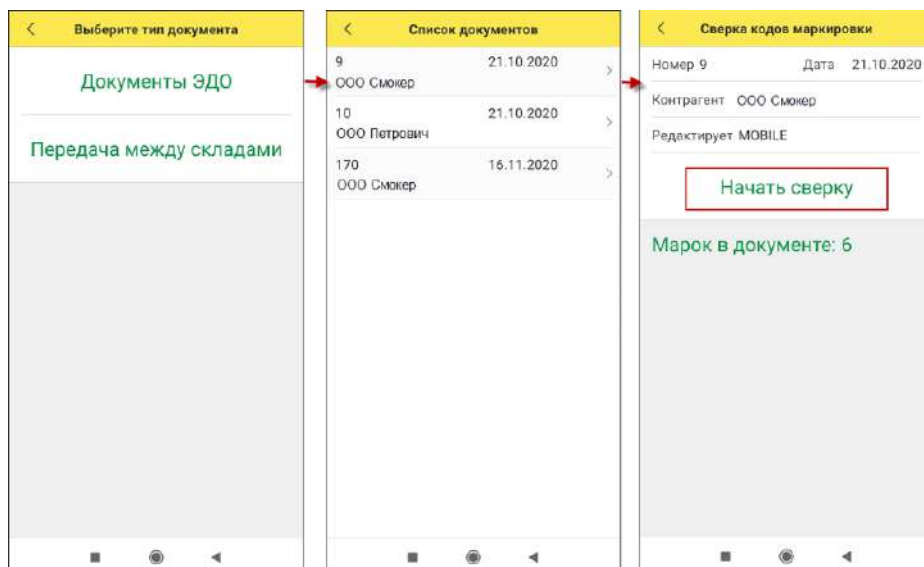 Выберите тип документа
Документы ЭДО
Передача между складами
Список документов
9 21.10.2020
ООО Смокер
10 21.10.2020
ООО Петрович
170 16.11.2020
ООО Смокер
Сверка кодов маркировки
Номер 9 Дата 21.10.2020
Контрагент ООО Смокер
Редактирует MOBILE
Начать сверку
Марок в документе: 6